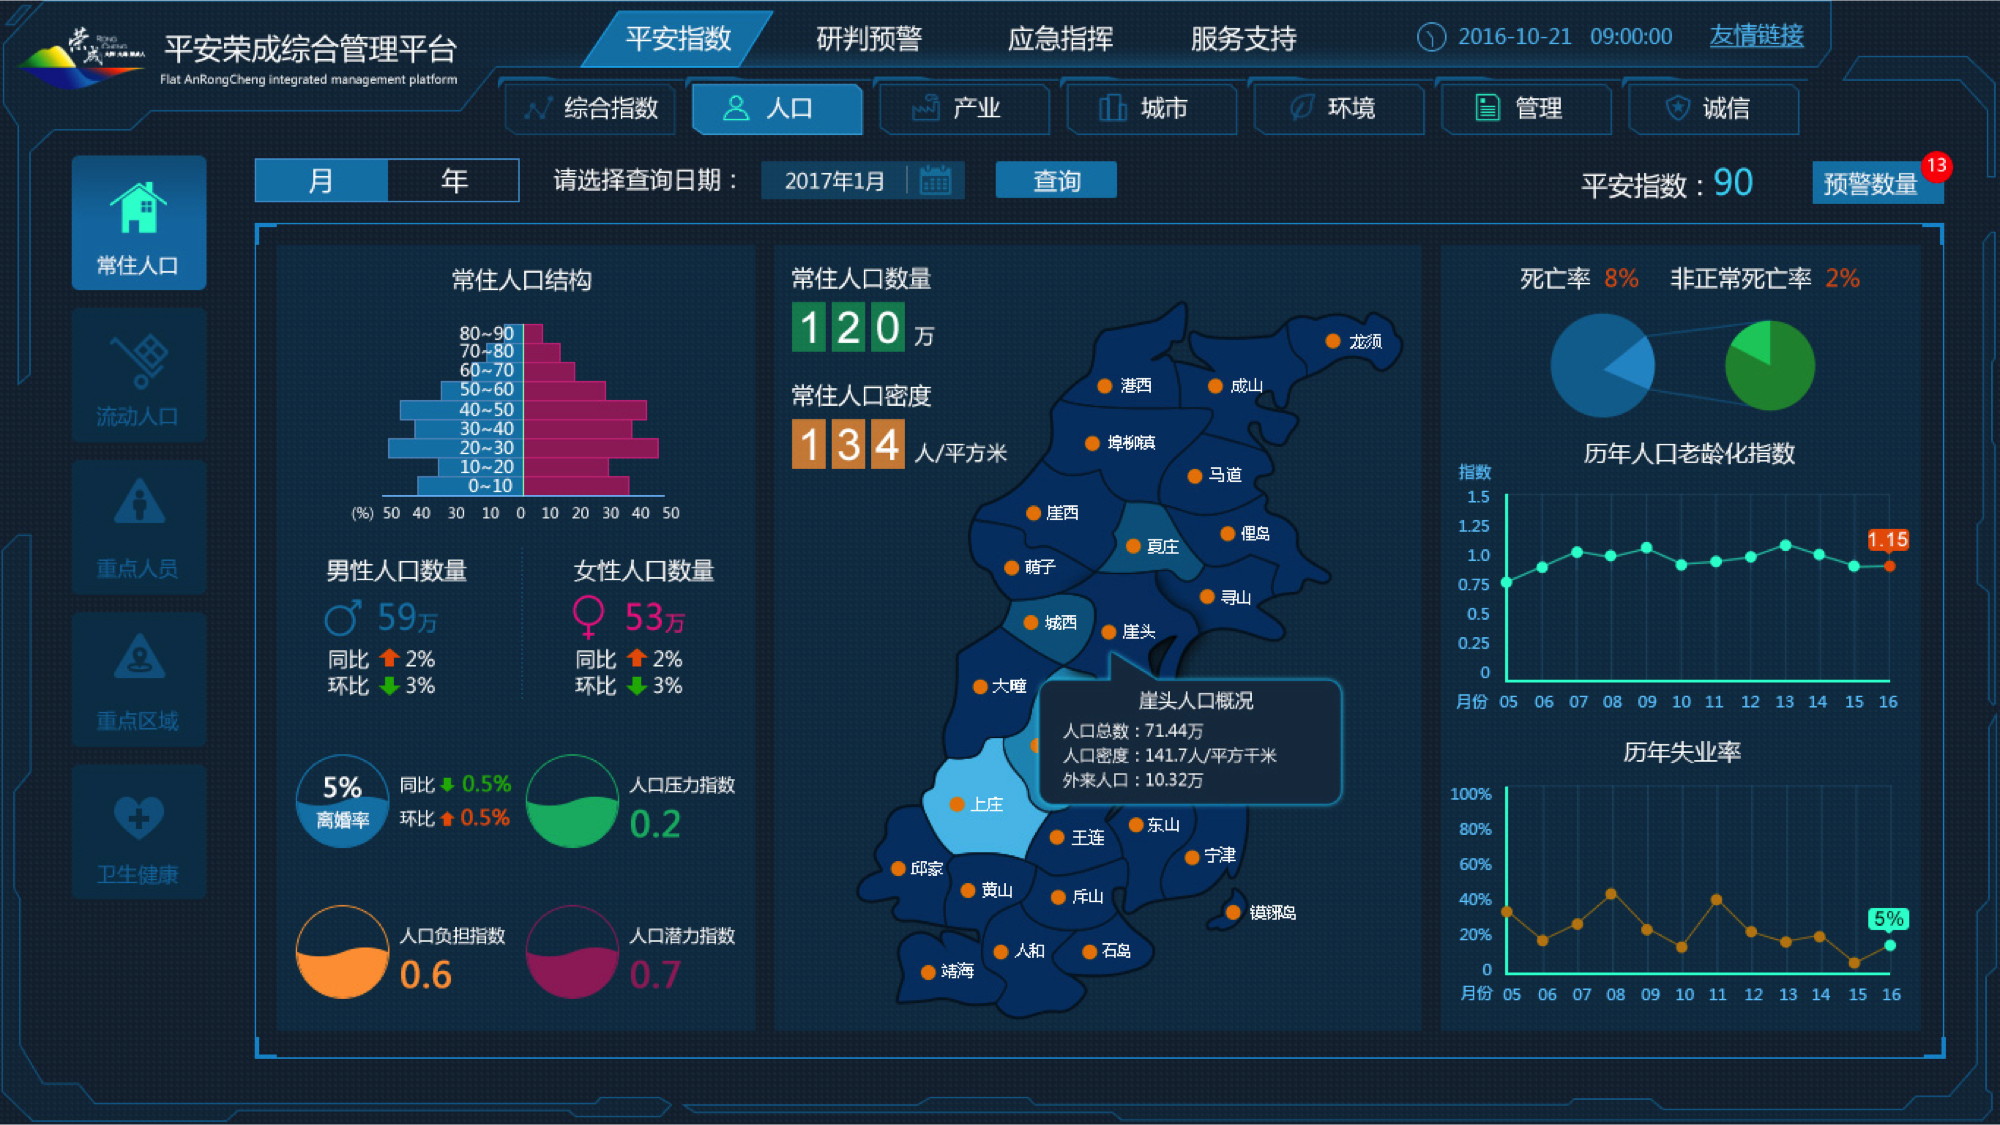 荣成
RONG
CHENG
平安荣成综合管理平台
Flat AnRongCheng integrated management platform
平安指数
研判预警
应急指挥
服务支持
2016-10-21 09:00:00
友情链接
综合指数
人口
产业
城市
环境
管理
诚信
月
年
请选择查询日期：
2017年1月
查询
平安指数：90
预警数量
13
常住人口
流动人口
重点人员
重点区域
卫生健康
常住人口结构
80~90
70~80
60~70
50~60
40~50
30~40
20~30
10~20
0~10
(%) 50 40 30 10 0 10 20 30 40 50
男性人口数量
59万
同比 2%
环比 3%
女性人口数量
53万
同比 2%
环比 3%
5%
离婚率
同比 0.5%
环比 0.5%
人口压力指数
0.2
人口负担指数
0.6
人口潜力指数
0.7
常住人口数量
120 万
常住人口密度
134 人/平方米
龙须
港西
成山
埠柳镇
马道
崖西
俚岛
夏庄
荫子
寻山
城西
崖头
大疃
崖头人口概况
人口总数：71.44万
人口密度：141.7人/平方千米
外来人口：10.32万
上庄
王连
东山
宁津
邱家
黄山
斥山
镆铘岛
人和
石岛
靖海
死亡率 8%
非正常死亡率 2%
历年人口老龄化指数
指数
1.5
1.25
1.0
0.75
0.5
0.25
0
1.15
月份 05 06 07 08 09 10 11 12 13 14 15 16
历年失业率
100%
80%
60%
40%
20%
0
5%
月份 05 06 07 08 09 10 11 12 13 14 15 16